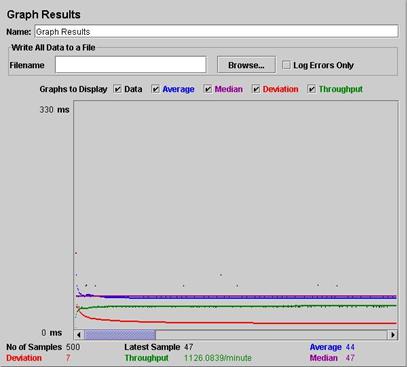 Graph Results
Name: Graph Results
Write All Data to a File
Filename Browse... Log Errors Only
Graphs to Display Data Average Median Deviation Throughput
330 ms
0 ms
No of Samples 500 Latest Sample 47 Average 44
Deviation 7 Throughput 1126.0839/minute Median 47